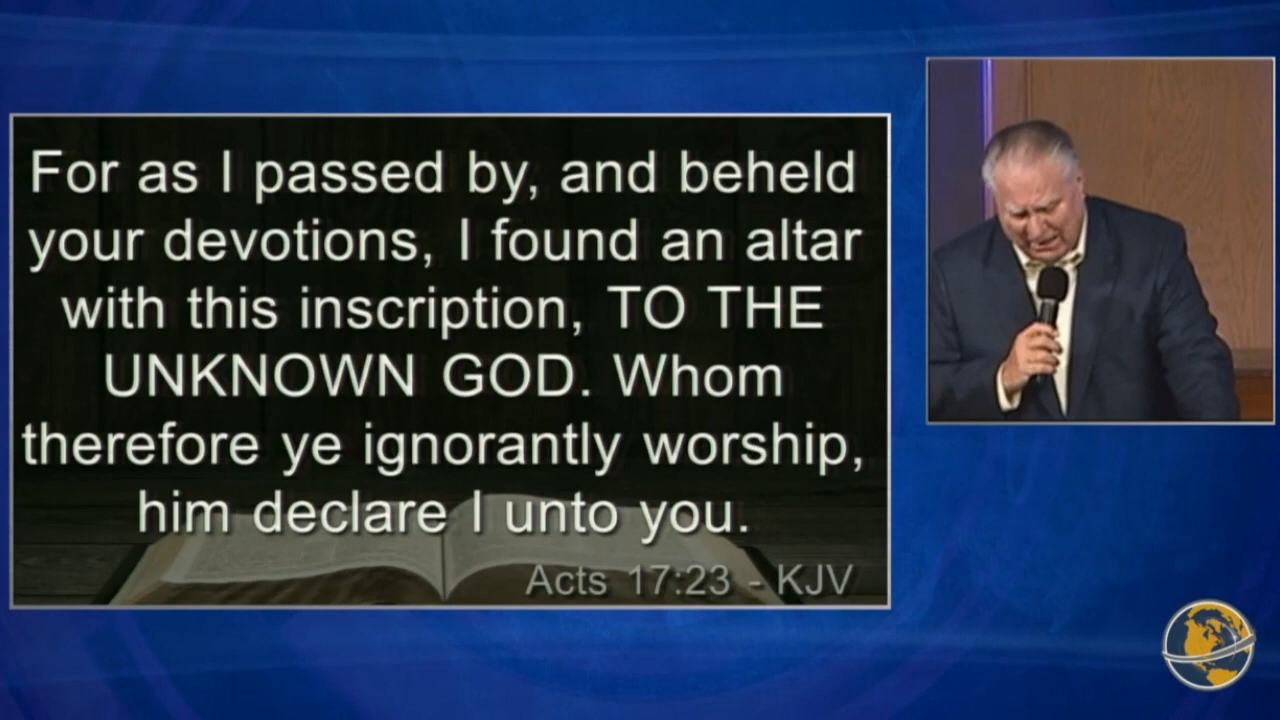 For as I passed by, and beheld
your devotions, I found an altar
with this inscription, TO THE
UNKNOWN GOD. Whom
therefore ye ignorantly worship,
him declare I unto you.
Acts 17:23 - KJV